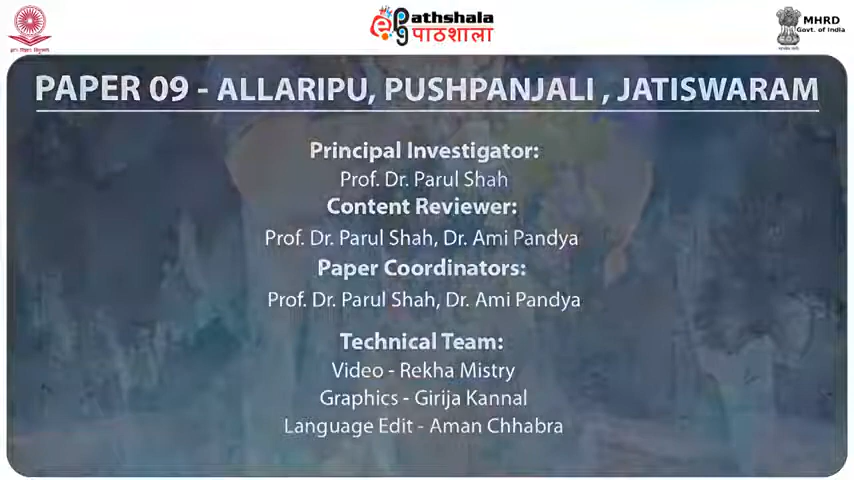 ePathshala
पाठशाला
MHRD
Govt. of India
PAPER 09 - ALLARIPU, PUSHPANJALI , JATISWARAM
Principal Investigator:
Prof. Dr. Parul Shah
Content Reviewer:
Prof. Dr. Parul Shah, Dr. Ami Pandya
Paper Coordinators:
Prof. Dr. Parul Shah, Dr. Ami Pandya
Technical Team:
Video - Rekha Mistry
Graphics - Girija Kannal
Language Edit - Aman Chhabra